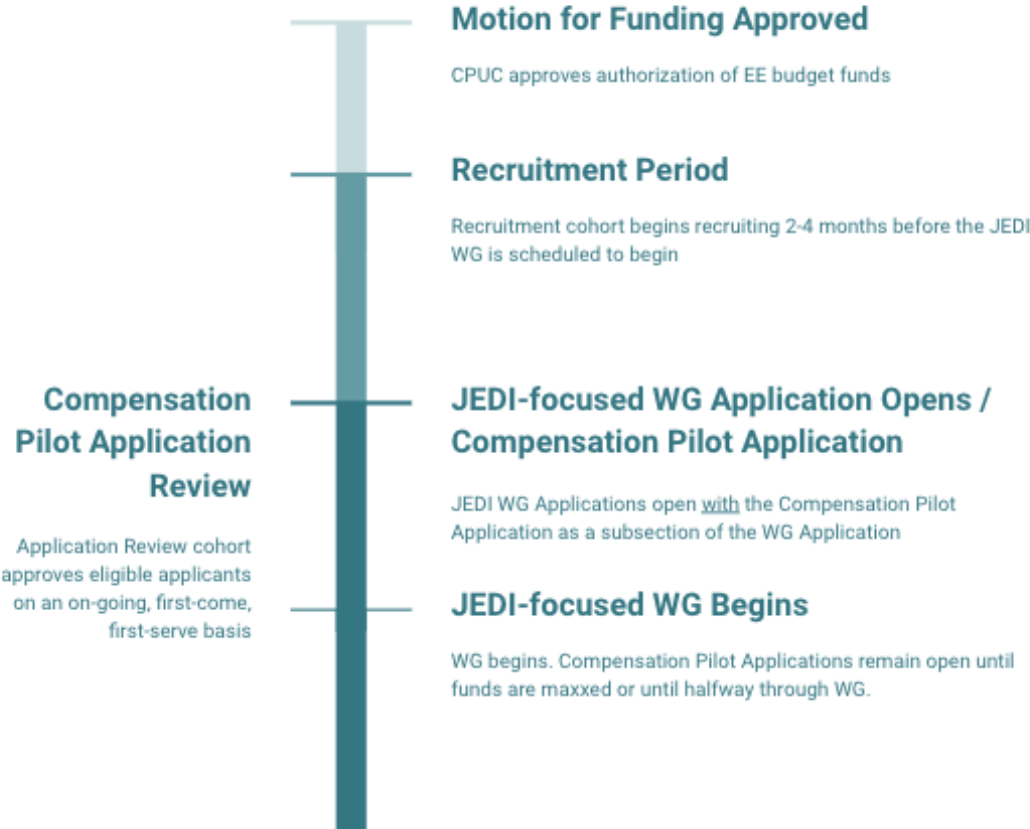 Motion for Funding Approved
CPUC approves authorization of EE budget funds
Recruitment Period
Recruitment cohort begins recruiting 2-4 months before the JEDI
WG is scheduled to begin
Compensation
Pilot Application
Review
Application Review cohort
approves eligible applicants
on an on-going, first-come,
first-serve basis
JEDI-focused WG Application Opens /
Compensation Pilot Application
JEDI WG Applications open with the Compensation Pilot
Application as a subsection of the WG Application
JEDI-focused WG Begins
WG begins. Compensation Pilot Applications remain open until
funds are maxxed or until halfway through WG.